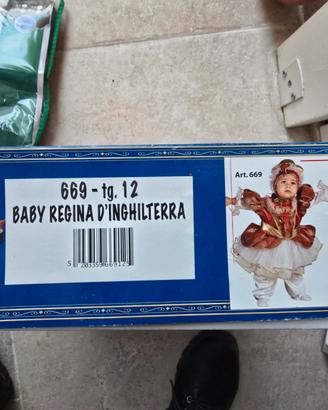 669 - tg. 12
BABY REGINA D'INGHILTERRA
Art. 669